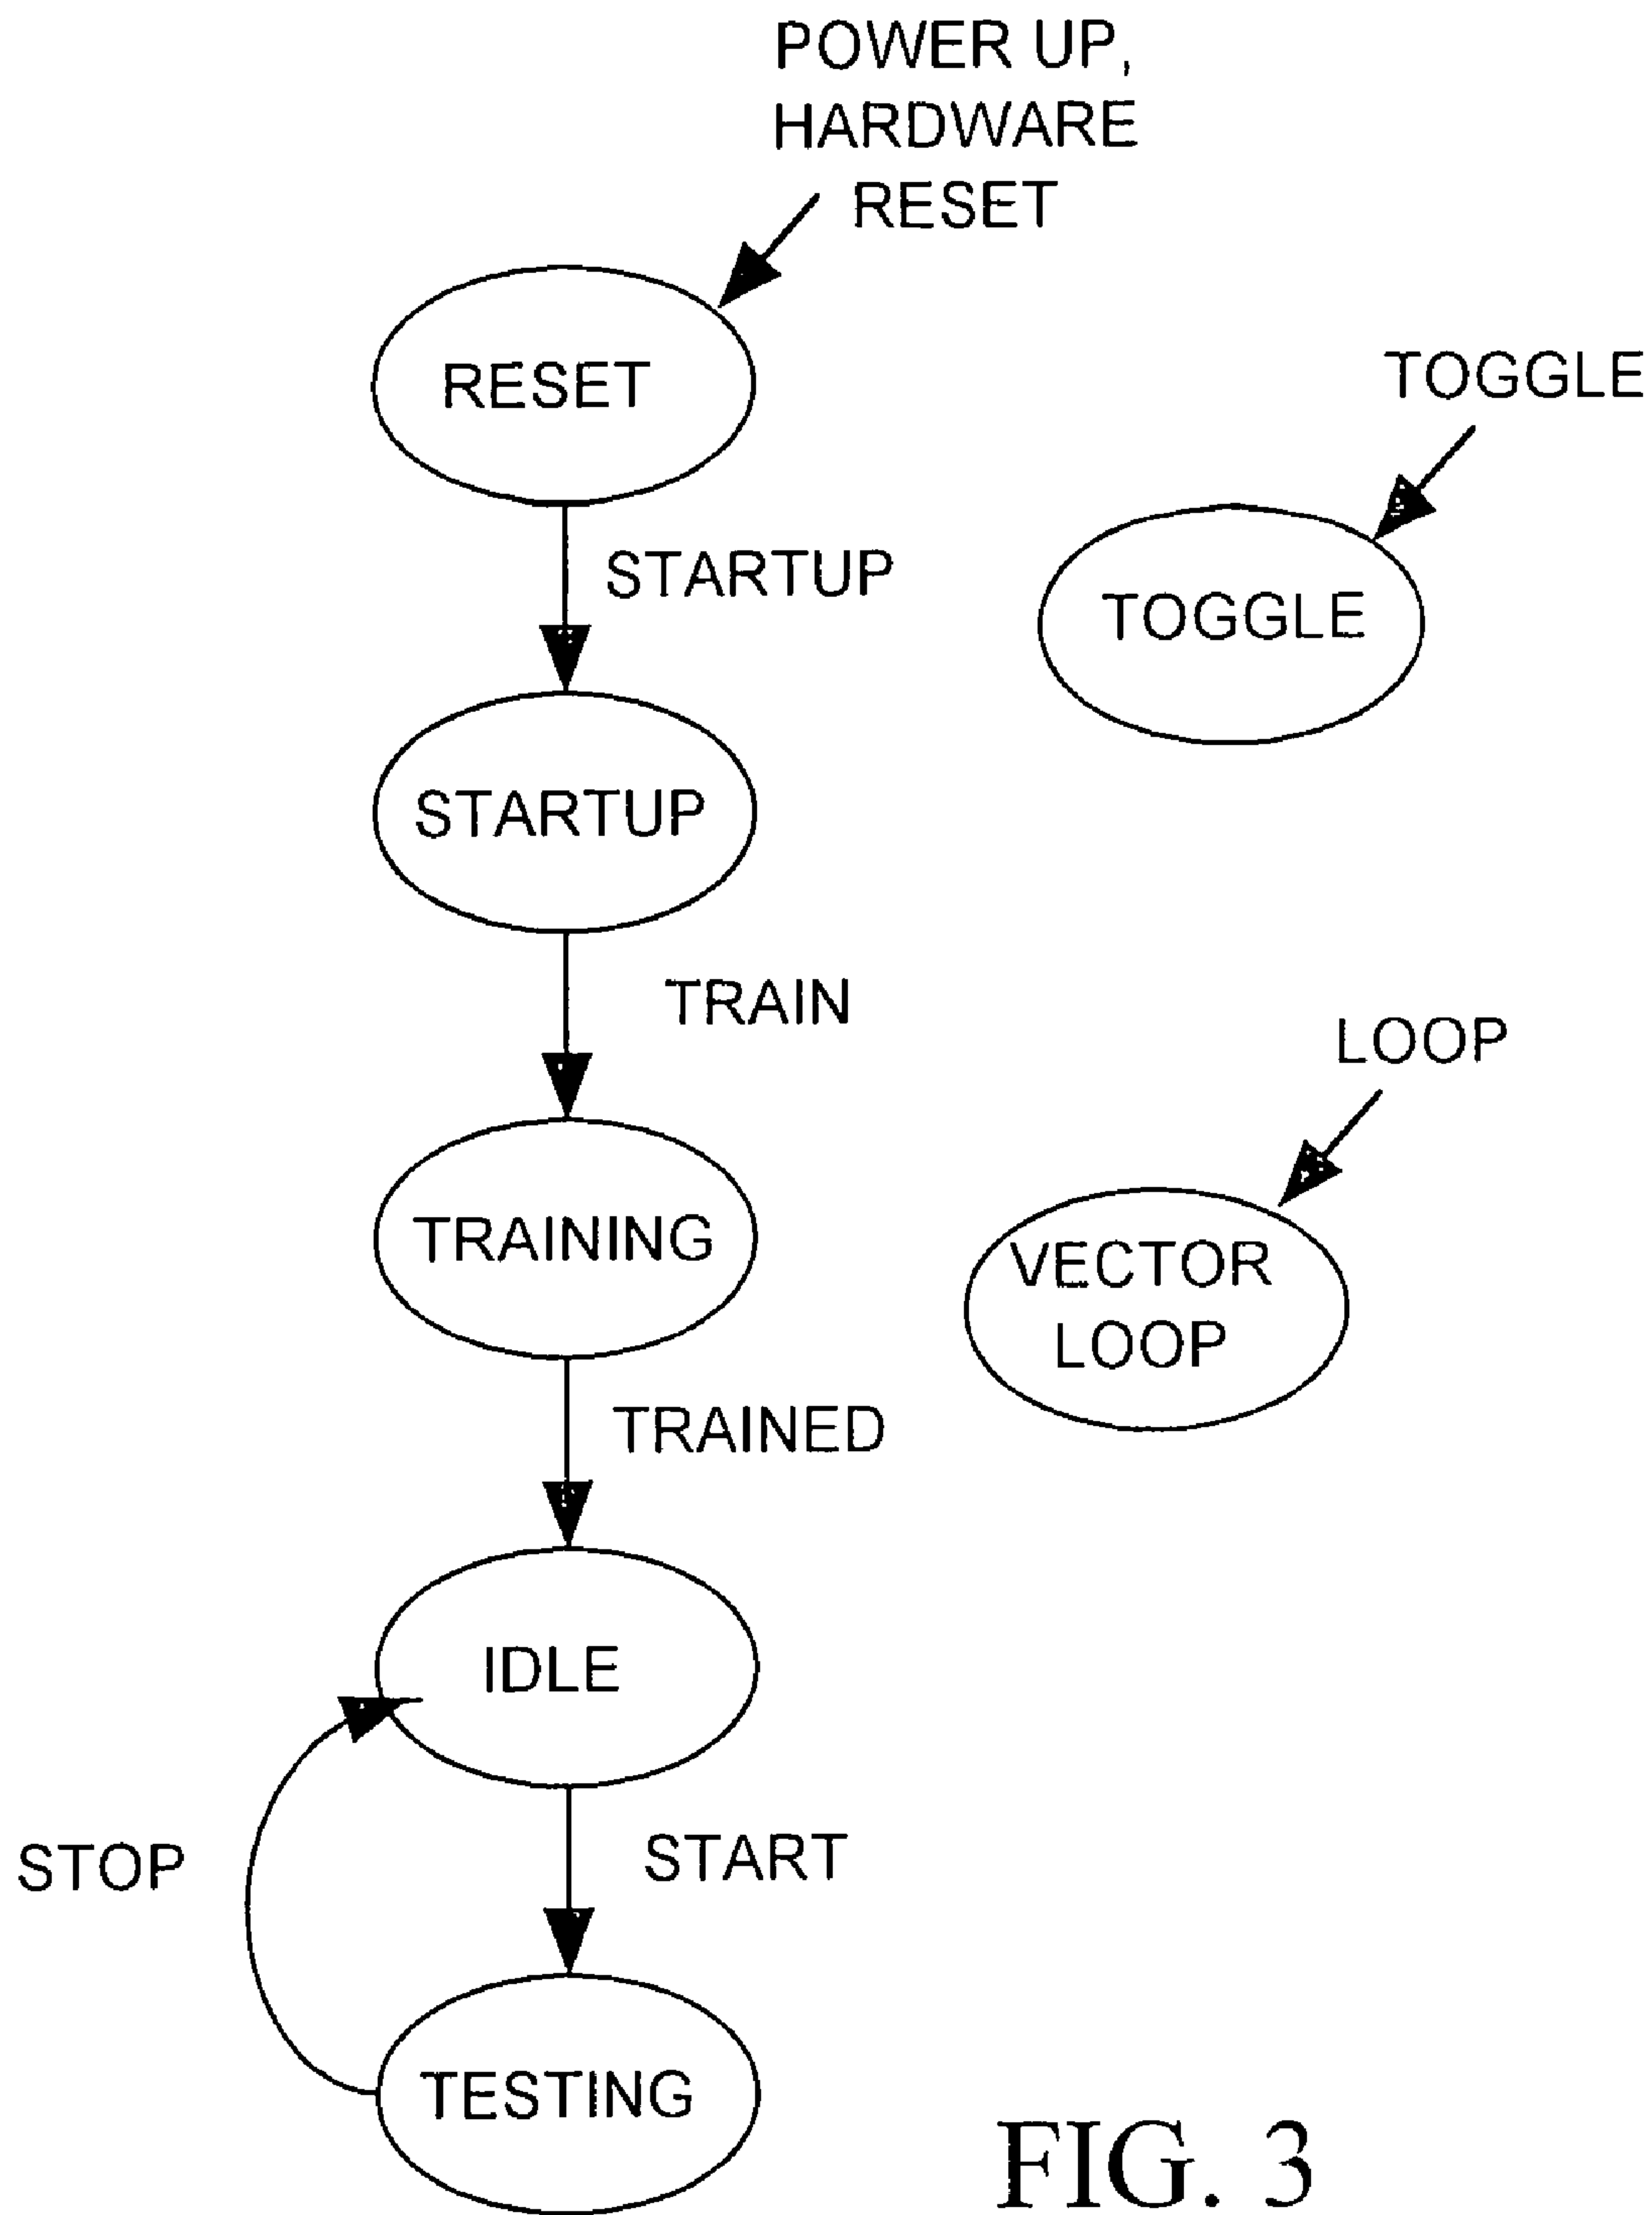 POWER UP,
HARDWARE
RESET
RESET
TOGGLE
STARTUP
TOGGLE
STARTUP
TRAIN
LOOP
TRAINING
VECTOR
LOOP
TRAINED
IDLE
START
STOP
TESTING
FIG. 3